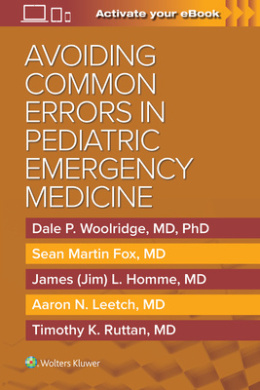 Activate your eBook
AVOIDING
COMMON
ERRORS IN
PEDIATRIC
EMERGENCY
MEDICINE
Dale P. Woolridge, MD, PhD
Sean Martin Fox, MD
James (Jim) L. Homme, MD
Aaron N. Leetch, MD
Timothy K. Ruttan, MD
Wolters Kluwer